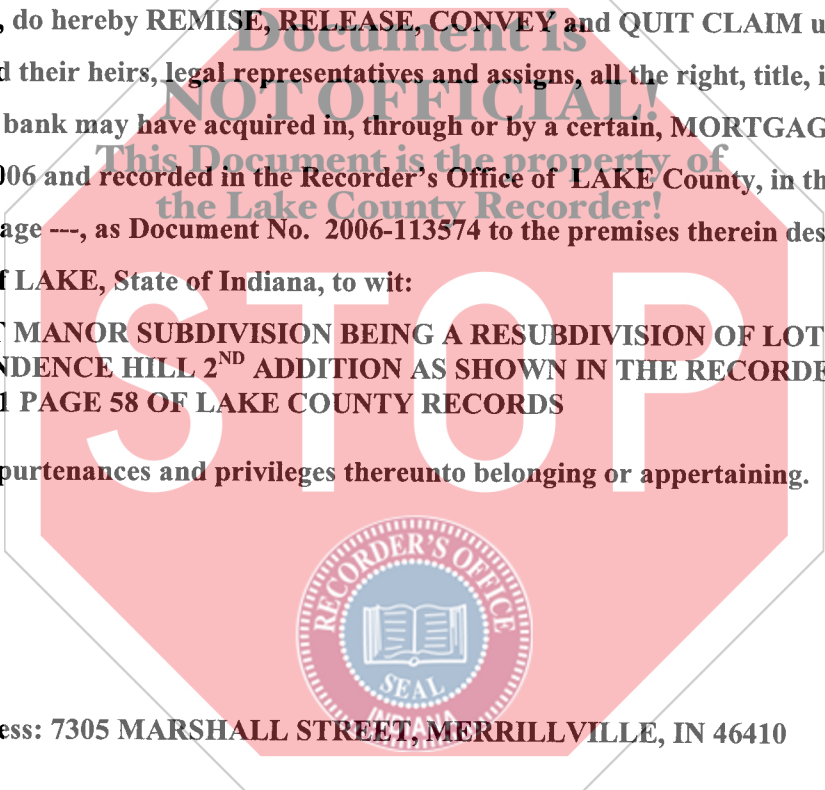 , do hereby REMISE, RELEASE, CONVEY and QUIT CLAIM u
Document is
d their heirs, legal representatives and assigns, all the right, title, i
NOT OFFICIAL!
bank may have acquired in, through or by a certain, MORTGAG
This Document is the property of
006 and recorded in the Recorder's Office of LAKE County, in th
the Lake County Recorder!
age ---, as Document No. 2006-113574 to the premises therein des
f LAKE, State of Indiana, to wit:
STOP
T MANOR SUBDIVISION BEING A RESUBDIVISION OF LOT
NDENCE HILL 2ND ADDITION AS SHOWN IN THE RECORDE
1 PAGE 58 OF LAKE COUNTY RECORDS
purtenances and privileges thereunto belonging or appertaining.
RECORDER'S OFFICE
SEAL
INDIANA
ess: 7305 MARSHALL STREET, MERRILLVILLE, IN 46410